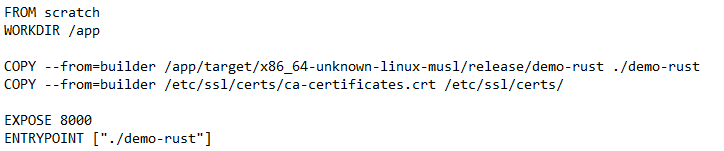 FROM scratch
WORKDIR /app
COPY --from=builder /app/target/x86_64-unknown-linux-musl/release/demo-rust ./demo-rust
COPY --from=builder /etc/ssl/certs/ca-certificates.crt /etc/ssl/certs/
EXPOSE 8000
ENTRYPOINT ["./demo-rust"]